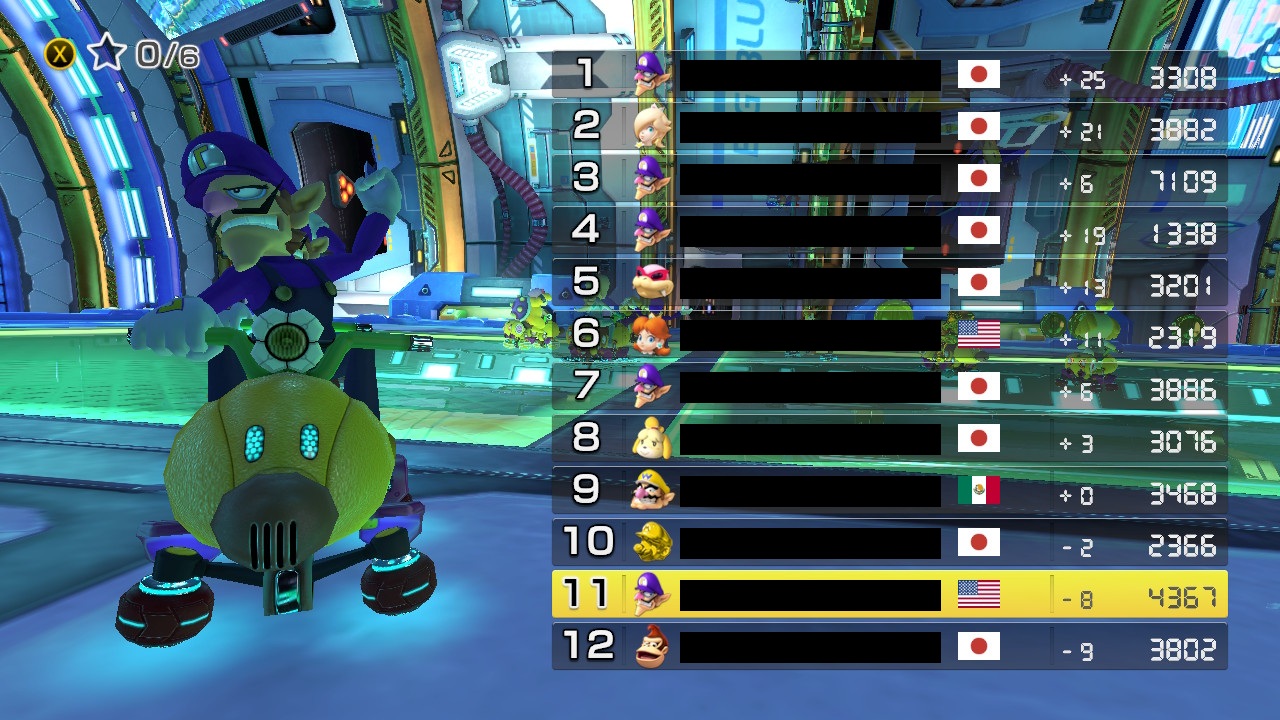 X 0/6
1 + 25 3308
2 + 21 3882
3 + 6 7109
4 + 19 1338
5 + 13 3201
6 + 11 2319
7 + 6 3886
8 + 3 3076
9 + 0 3468
10 - 2 2366
11 - 8 4367
12 - 9 3802